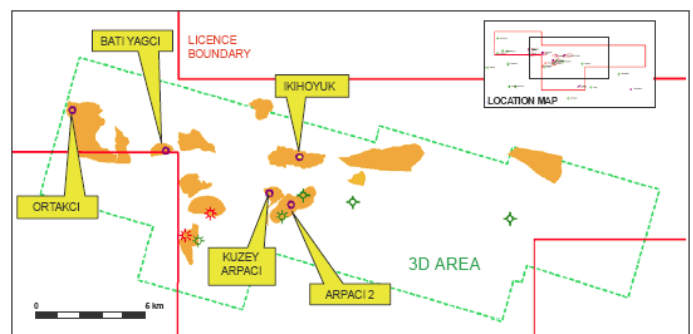 BATI YAGCI
LICENCE
BOUNDARY
IKIHOYUK
LOCATION MAP
ORTAKCI
KUZEY
ARPACI
ARPACI 2
3D AREA
0
6 km